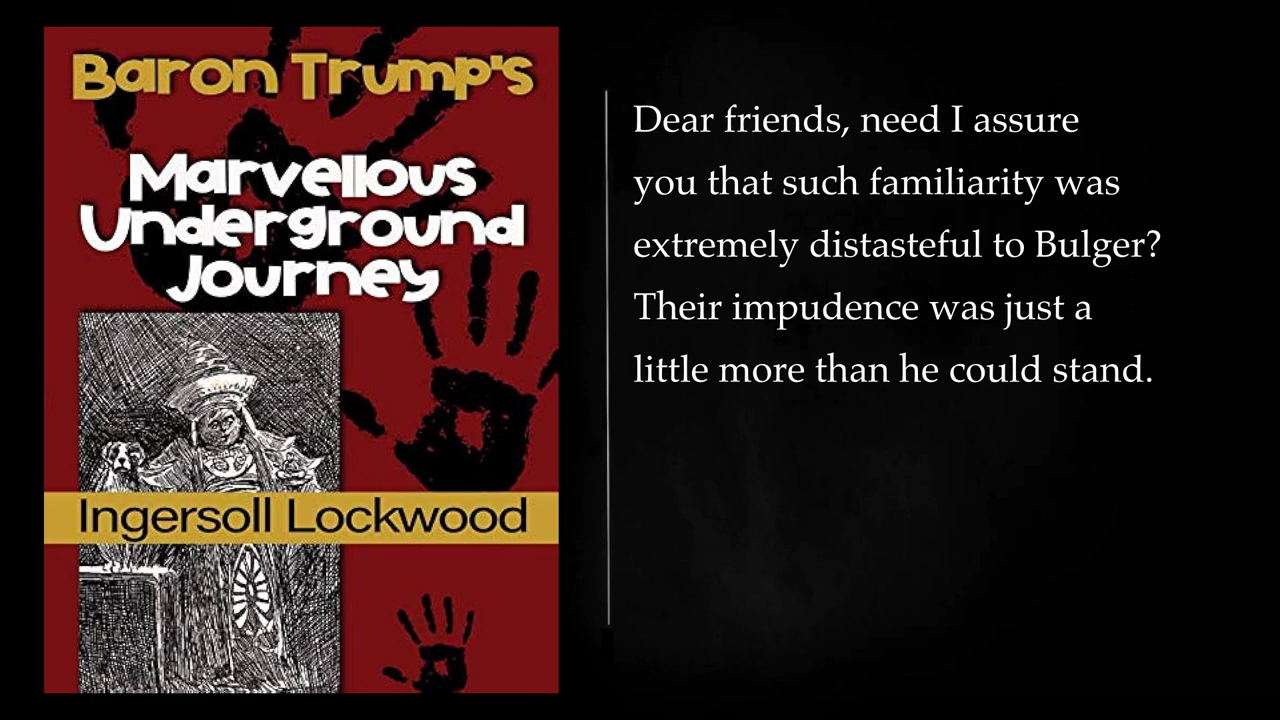 Baron Trump's
Marvellous
Underground
Journey
Ingersoll Lockwood
Dear friends, need I assure
you that such familiarity was
extremely distasteful to Bulger?
Their impudence was just a
little more than he could stand.